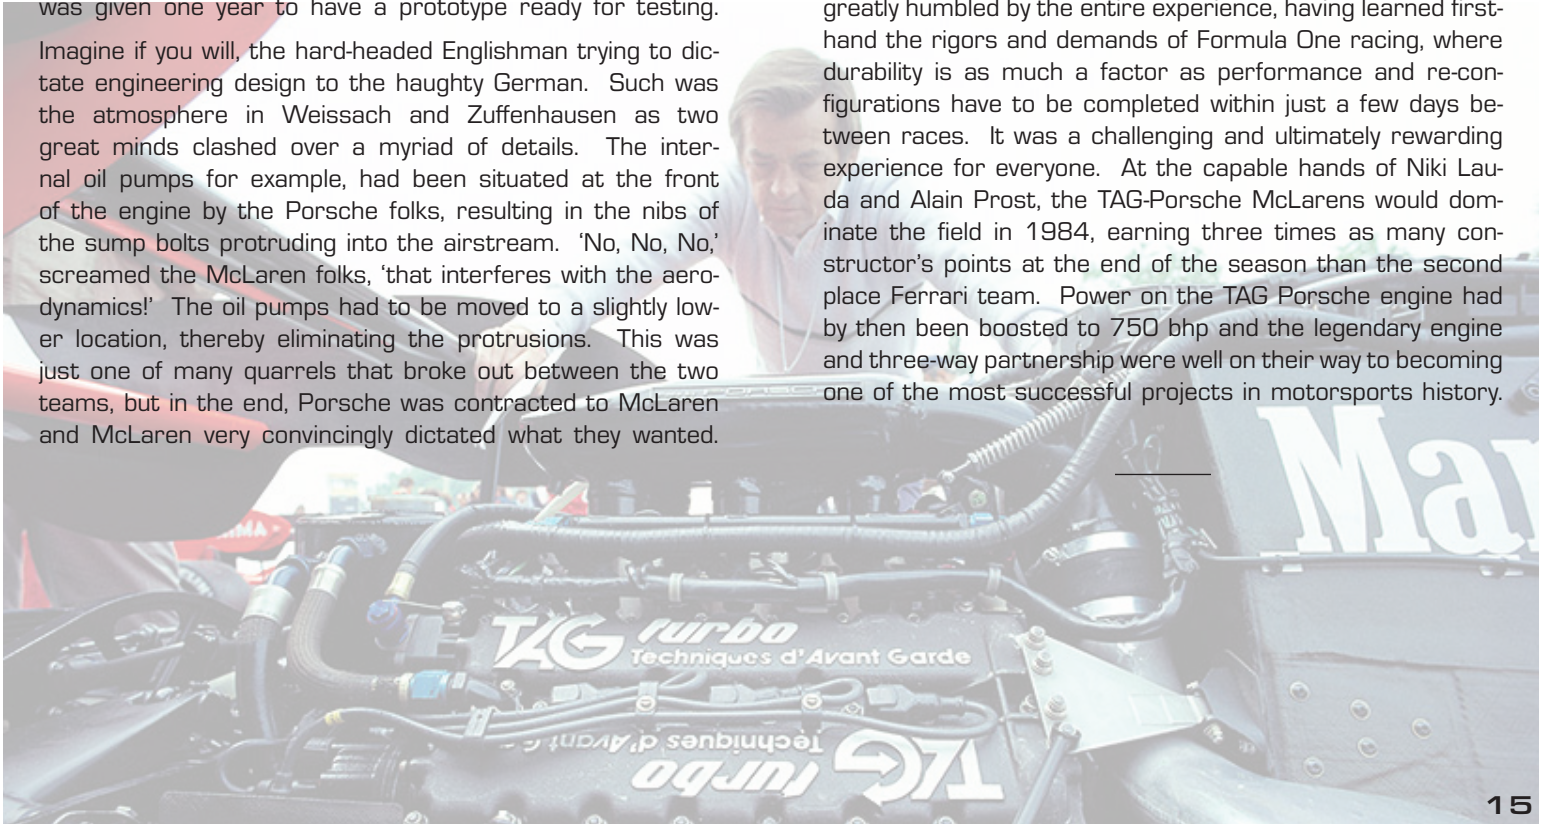 was given one year to have a prototype ready for testing.
Imagine if you will, the hard-headed Englishman trying to dic-
tate engineering design to the haughty German.  Such was
the atmosphere in Weissach and Zuffenhausen as two
great minds clashed over a myriad of details.  The inter-
nal oil pumps for example, had been situated at the front
of the engine by the Porsche folks, resulting in the nibs of
the sump bolts protruding into the airstream.  ‘No, No, No,’
screamed the McLaren folks, ‘that interferes with the aero-
dynamics!’  The oil pumps had to be moved to a slightly low-
er location, thereby eliminating the protrusions.  This was
just one of many quarrels that broke out between the two
teams, but in the end, Porsche was contracted to McLaren
and McLaren very convincingly dictated what they wanted.
greatly humbled by the entire experience, having learned first-
hand the rigors and demands of Formula One racing, where
durability is as much a factor as performance and re-con-
figurations have to be completed within just a few days be-
tween races.  It was a challenging and ultimately rewarding
experience for everyone.  At the capable hands of Niki Lau-
da and Alain Prost, the TAG-Porsche McLarens would dom-
inate the field in 1984, earning three times as many con-
structor’s points at the end of the season than the second
place Ferrari team.  Power on the TAG Porsche engine had
by then been boosted to 750 bhp and the legendary engine
and three-way partnership were well on their way to becoming
one of the most successful projects in motorsports history.
Mar
TAG turbo
Techniques d'Avant Garde
Techniques d'Avant G
TAG turbo
15